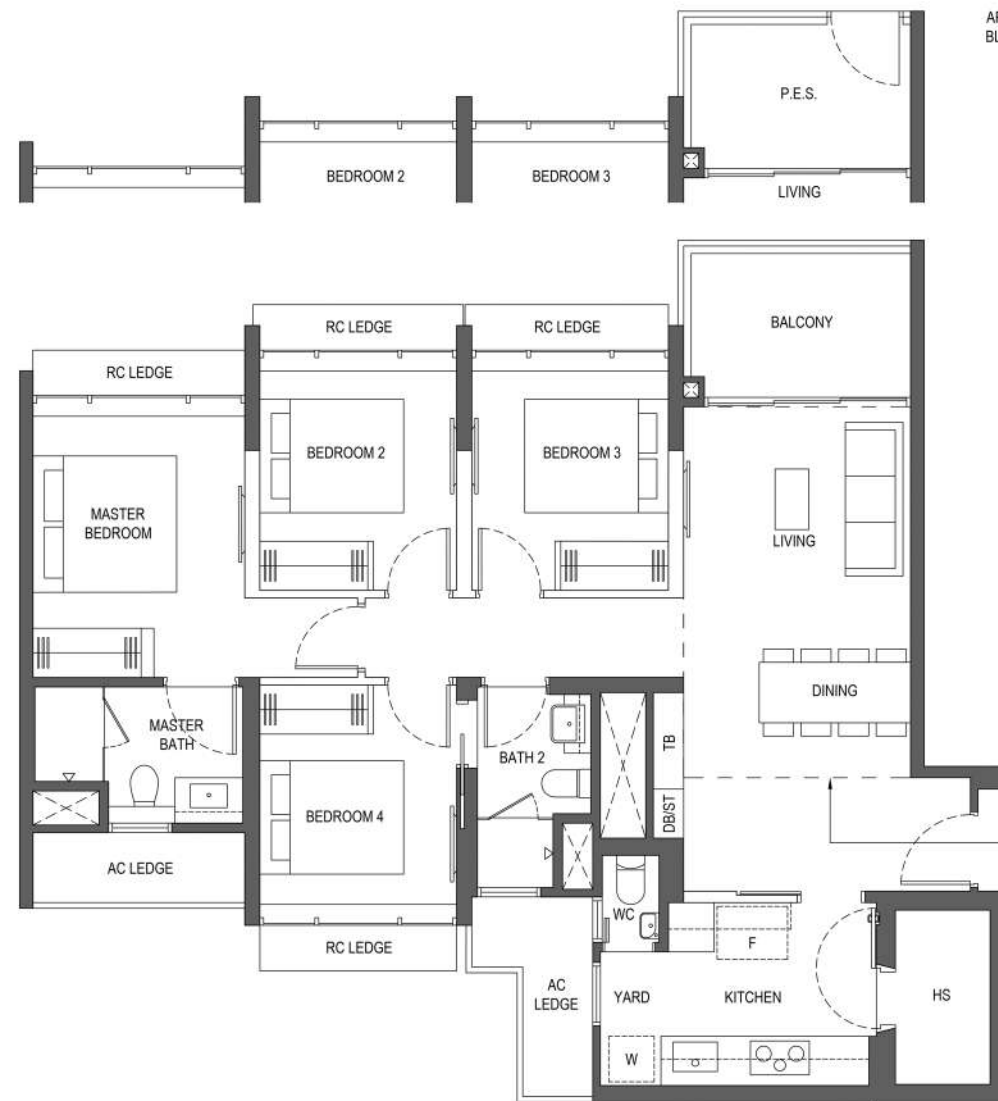 P.E.S.
BEDROOM 2
BEDROOM 3
LIVING
RC LEDGE
RC LEDGE
BALCONY
RC LEDGE
BEDROOM 2
BEDROOM 3
MASTER
BEDROOM
LIVING
DINING
MASTER
BATH
BATH 2
TB
DB/ST
BEDROOM 4
AC LEDGE
WC
F
RC LEDGE
AC
LEDGE
YARD
KITCHEN
HS
W